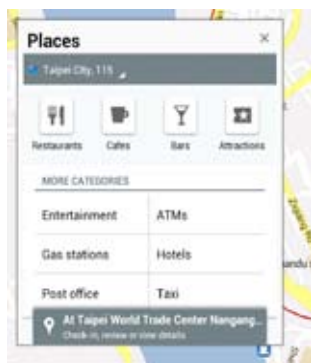 Places
Taipei City, 115
Restaurants Cafes Bars Attractions
MORE CATEGORIES
Entertainment ATMs
Gas stations Hotels
Post office Taxi
At Taipei World Trade Center Nangang...
Check-in, review or view details